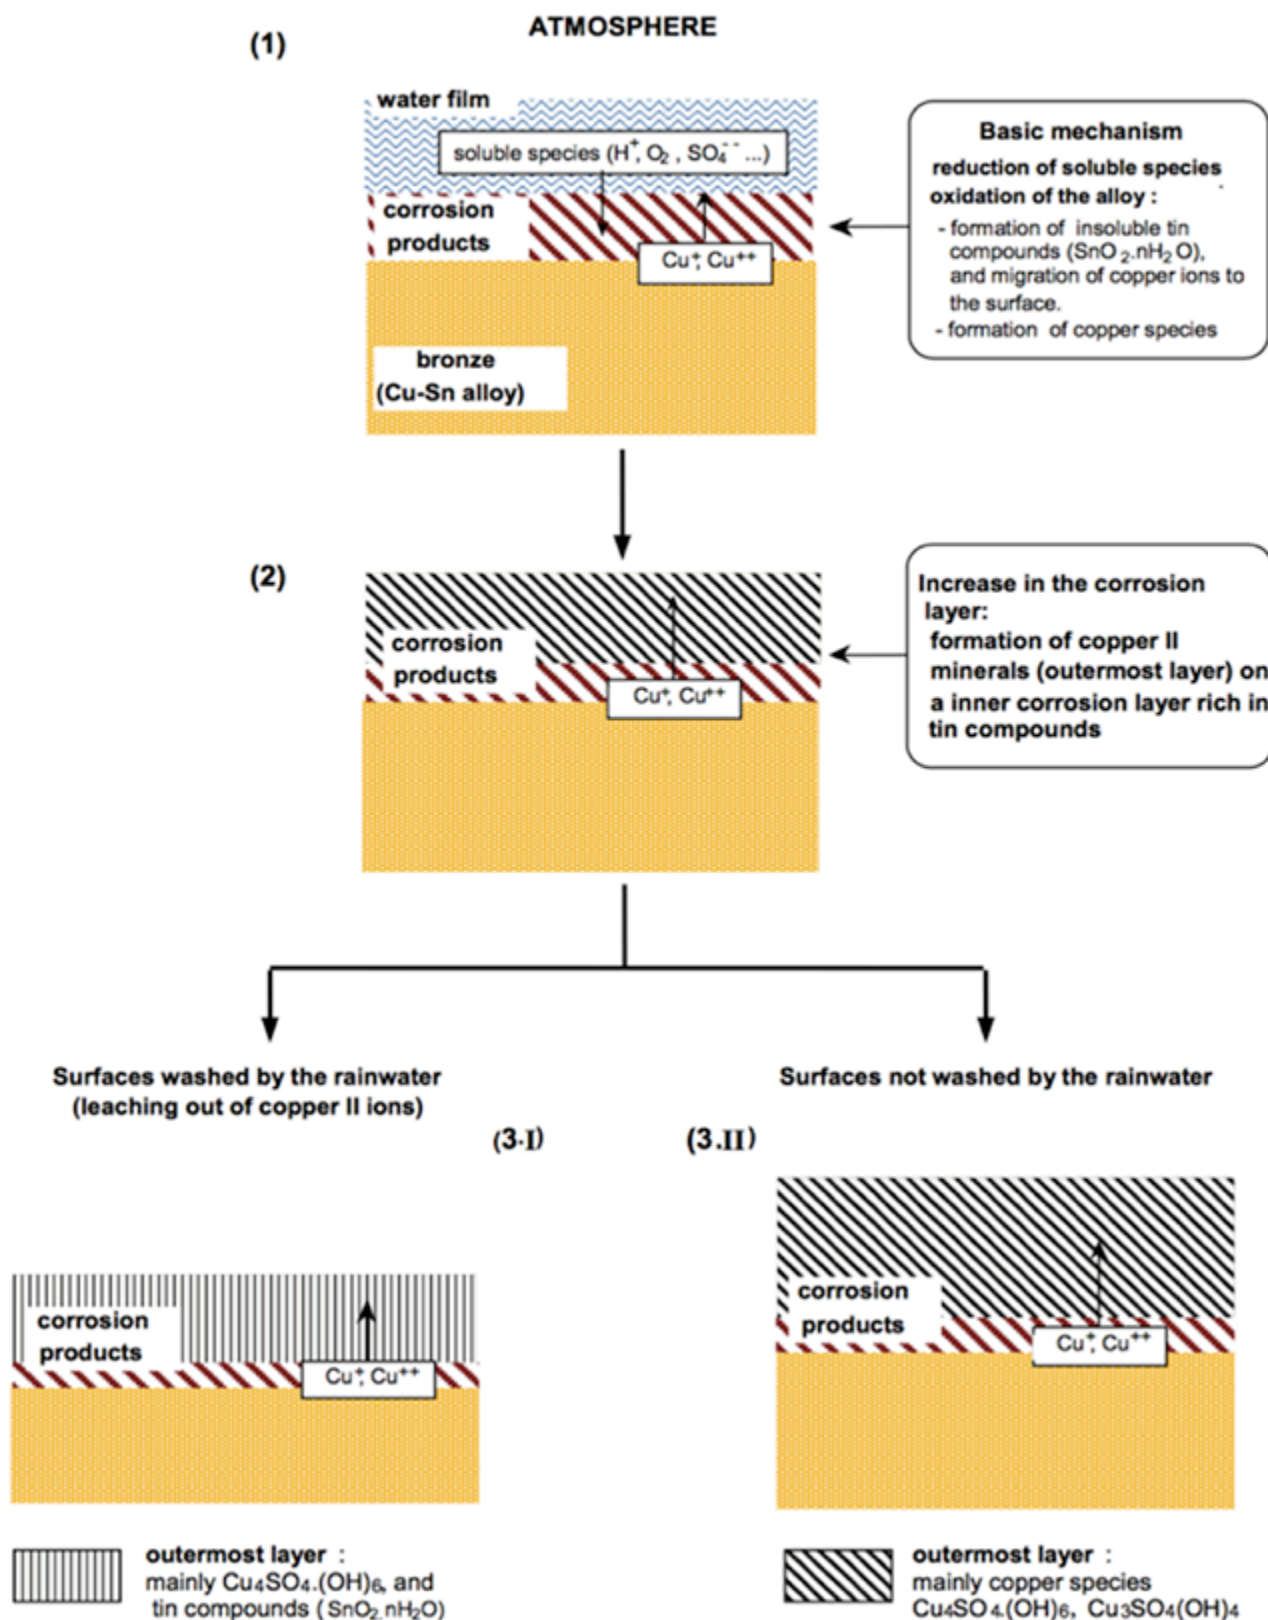 ATMOSPHERE
(1)
water film
soluble species (H⁺, O₂ , SO₄⁻⁻ ...)
corrosion
products
Cu⁺, Cu⁺⁺
bronze
(Cu-Sn alloy)
Basic mechanism
reduction of soluble species
oxidation of the alloy :
- formation of insoluble tin
compounds (SnO₂.nH₂O),
and migration of copper ions to
the surface.
- formation of copper species
(2)
corrosion
products
Cu⁺, Cu⁺⁺
Increase in the corrosion
layer:
formation of copper II
minerals (outermost layer) on
a inner corrosion layer rich in
tin compounds
Surfaces washed by the rainwater
(leaching out of copper II ions)
(3.I)
corrosion
products
Cu⁺, Cu⁺⁺
outermost layer :
mainly Cu₄SO₄.(OH)₆, and
tin compounds (SnO₂.nH₂O)
Surfaces not washed by the rainwater
(3.II)
corrosion
products
Cu⁺, Cu⁺⁺
outermost layer :
mainly copper species
Cu₄SO₄.(OH)₆, Cu₃SO₄(OH)₄